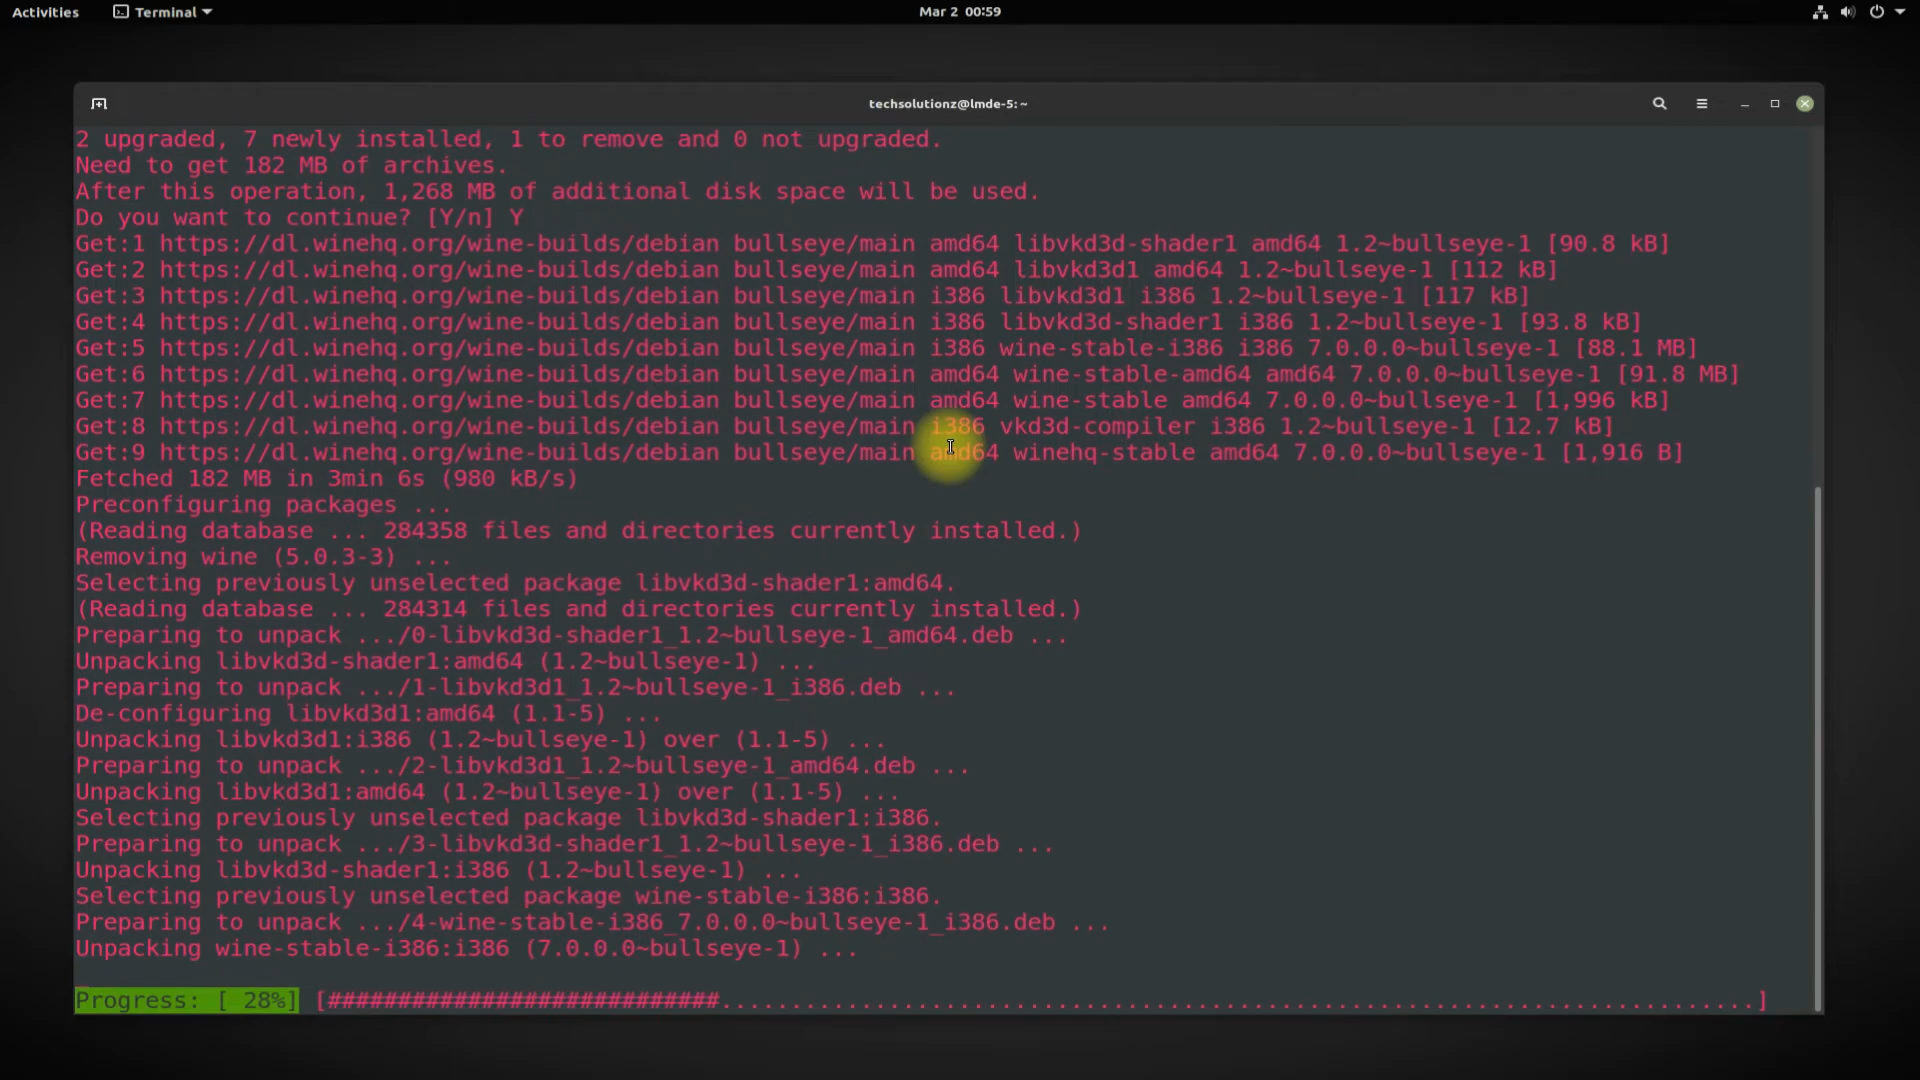 Activities Terminal Mar 2 00:59
techsolutionz@lmde-5: ~
2 upgraded, 7 newly installed, 1 to remove and 0 not upgraded.
Need to get 182 MB of archives.
After this operation, 1,268 MB of additional disk space will be used.
Do you want to continue? [Y/n] Y
Get:1 https://dl.winehq.org/wine-builds/debian bullseye/main amd64 libvkd3d-shader1 amd64 1.2~bullseye-1 [90.8 kB]
Get:2 https://dl.winehq.org/wine-builds/debian bullseye/main amd64 libvkd3d1 amd64 1.2~bullseye-1 [112 kB]
Get:3 https://dl.winehq.org/wine-builds/debian bullseye/main i386 libvkd3d1 i386 1.2~bullseye-1 [117 kB]
Get:4 https://dl.winehq.org/wine-builds/debian bullseye/main i386 libvkd3d-shader1 i386 1.2~bullseye-1 [93.8 kB]
Get:5 https://dl.winehq.org/wine-builds/debian bullseye/main i386 wine-stable-i386 i386 7.0.0.0~bullseye-1 [88.1 MB]
Get:6 https://dl.winehq.org/wine-builds/debian bullseye/main amd64 wine-stable-amd64 amd64 7.0.0.0~bullseye-1 [91.8 MB]
Get:7 https://dl.winehq.org/wine-builds/debian bullseye/main amd64 wine-stable amd64 7.0.0.0~bullseye-1 [1,996 kB]
Get:8 https://dl.winehq.org/wine-builds/debian bullseye/main i386 vkd3d-compiler i386 1.2~bullseye-1 [12.7 kB]
Get:9 https://dl.winehq.org/wine-builds/debian bullseye/main amd64 winehq-stable amd64 7.0.0.0~bullseye-1 [1,916 B]
Fetched 182 MB in 3min 6s (980 kB/s)
Preconfiguring packages ...
(Reading database ... 284358 files and directories currently installed.)
Removing wine (5.0.3-3) ...
Selecting previously unselected package libvkd3d-shader1:amd64.
(Reading database ... 284314 files and directories currently installed.)
Preparing to unpack .../0-libvkd3d-shader1_1.2~bullseye-1_amd64.deb ...
Unpacking libvkd3d-shader1:amd64 (1.2~bullseye-1) ...
Preparing to unpack .../1-libvkd3d1_1.2~bullseye-1_i386.deb ...
De-configuring libvkd3d1:amd64 (1.1-5) ...
Unpacking libvkd3d1:i386 (1.2~bullseye-1) over (1.1-5) ...
Preparing to unpack .../2-libvkd3d1_1.2~bullseye-1_amd64.deb ...
Unpacking libvkd3d1:amd64 (1.2~bullseye-1) over (1.1-5) ...
Selecting previously unselected package libvkd3d-shader1:i386.
Preparing to unpack .../3-libvkd3d-shader1_1.2~bullseye-1_i386.deb ...
Unpacking libvkd3d-shader1:i386 (1.2~bullseye-1) ...
Selecting previously unselected package wine-stable-i386:i386.
Preparing to unpack .../4-wine-stable-i386_7.0.0.0~bullseye-1_i386.deb ...
Unpacking wine-stable-i386:i386 (7.0.0.0~bullseye-1) ...
Progress: [ 28%] [############################..........................................................................]